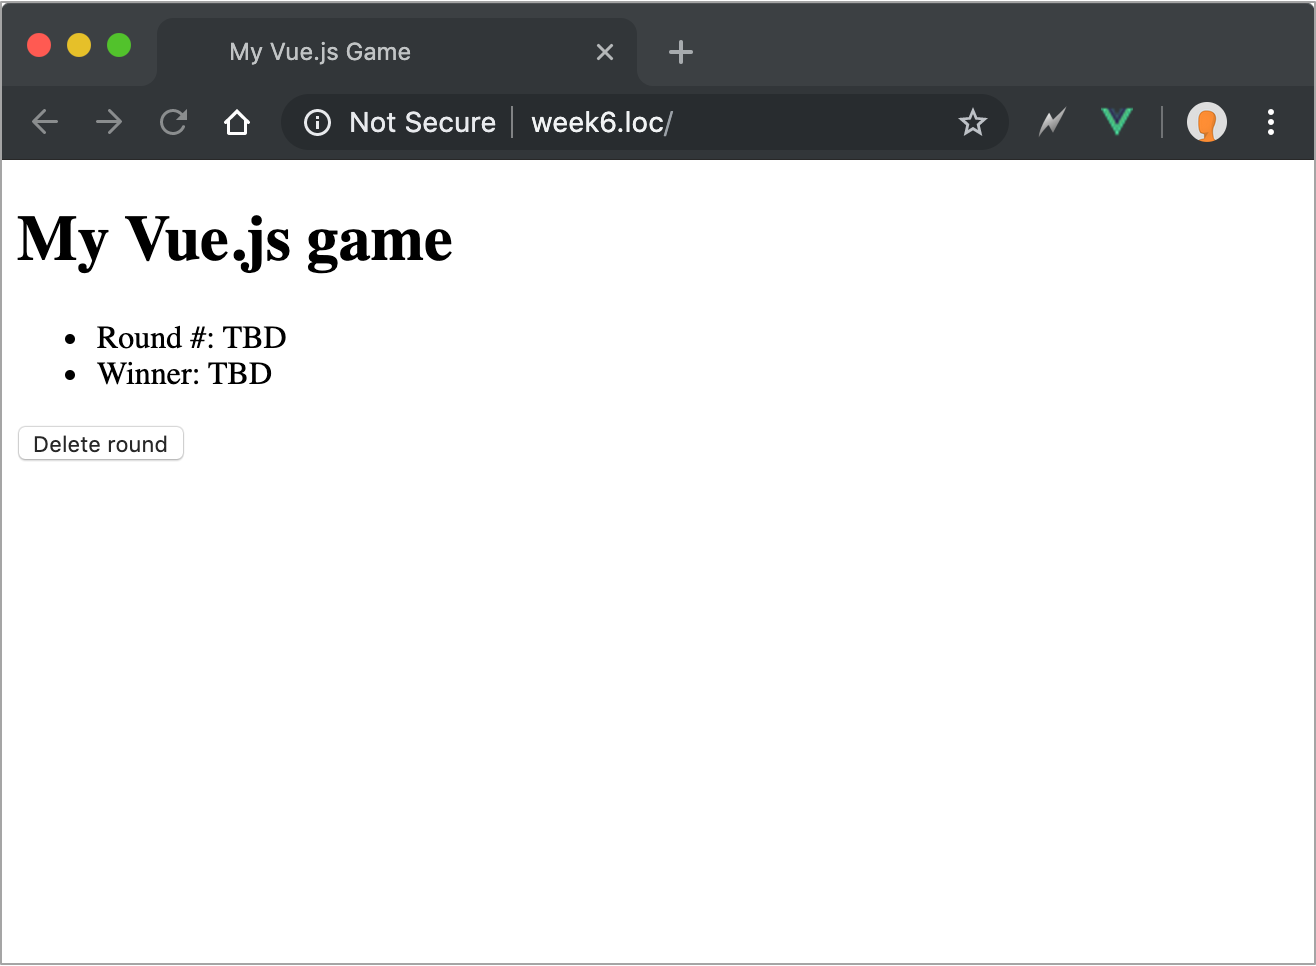 My Vue.js Game
Not Secure | week6.loc/
My Vue.js game
• Round #: TBD
• Winner: TBD
Delete round